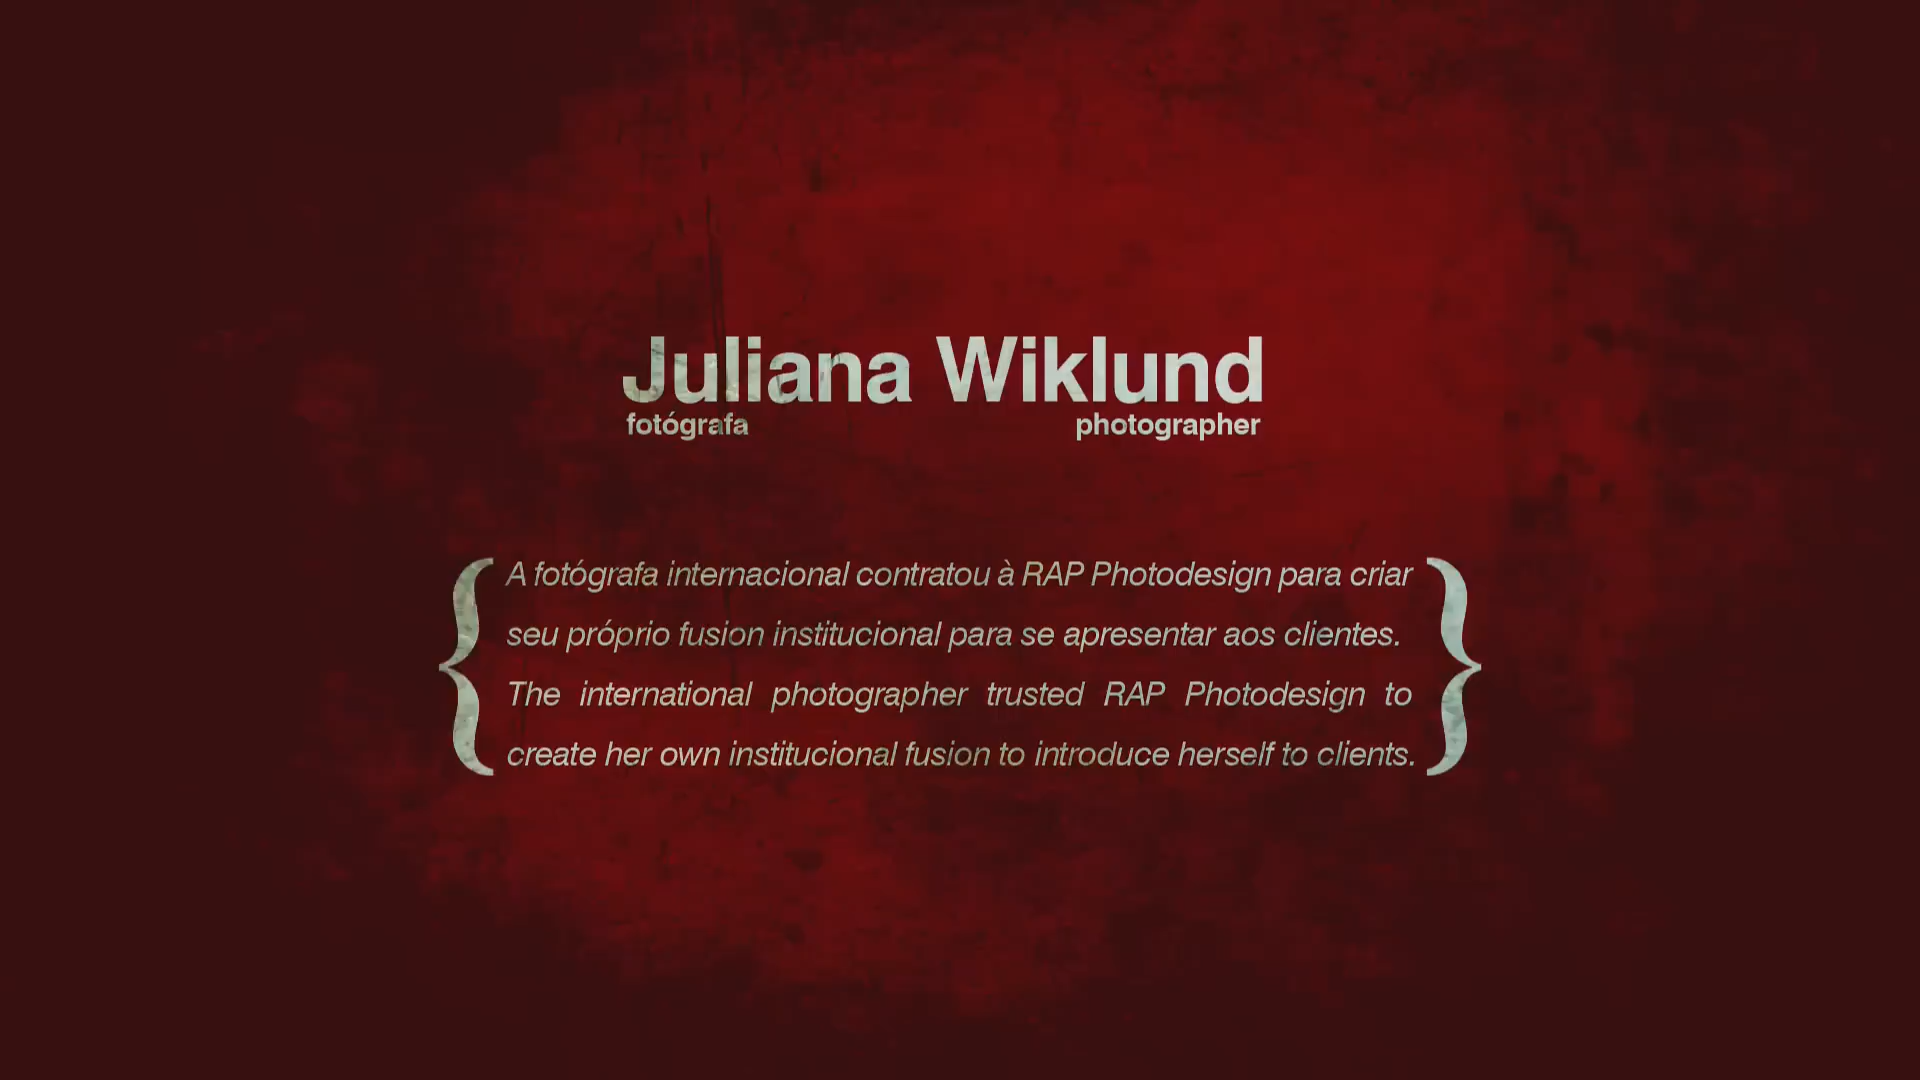 Juliana Wiklund
fotógrafa photographer
A fotógrafa internacional contratou à RAP Photodesign para criar
seu próprio fusion institucional para se apresentar aos clientes.
The international photographer trusted RAP Photodesign to
create her own institucional fusion to introduce herself to clients.